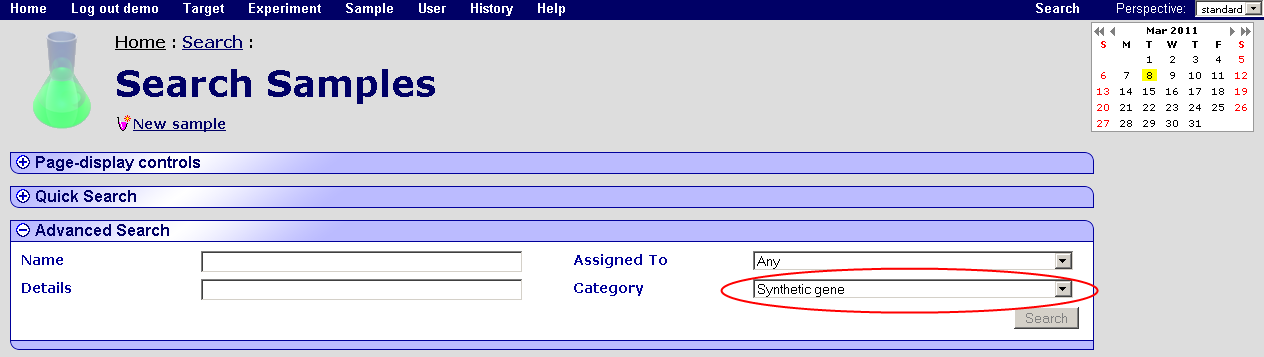 Home Log out demo Target Experiment Sample User History Help Search Perspective: standard
Home : Search :
Search Samples
New sample
Mar 2011
S M T W T F S
1 2 3 4 5
6 7 8 9 10 11 12
13 14 15 16 17 18 19
20 21 22 23 24 25 26
27 28 29 30 31
Page-display controls
Quick Search
Advanced Search
Name Assigned To Any
Details Category Synthetic gene
Search